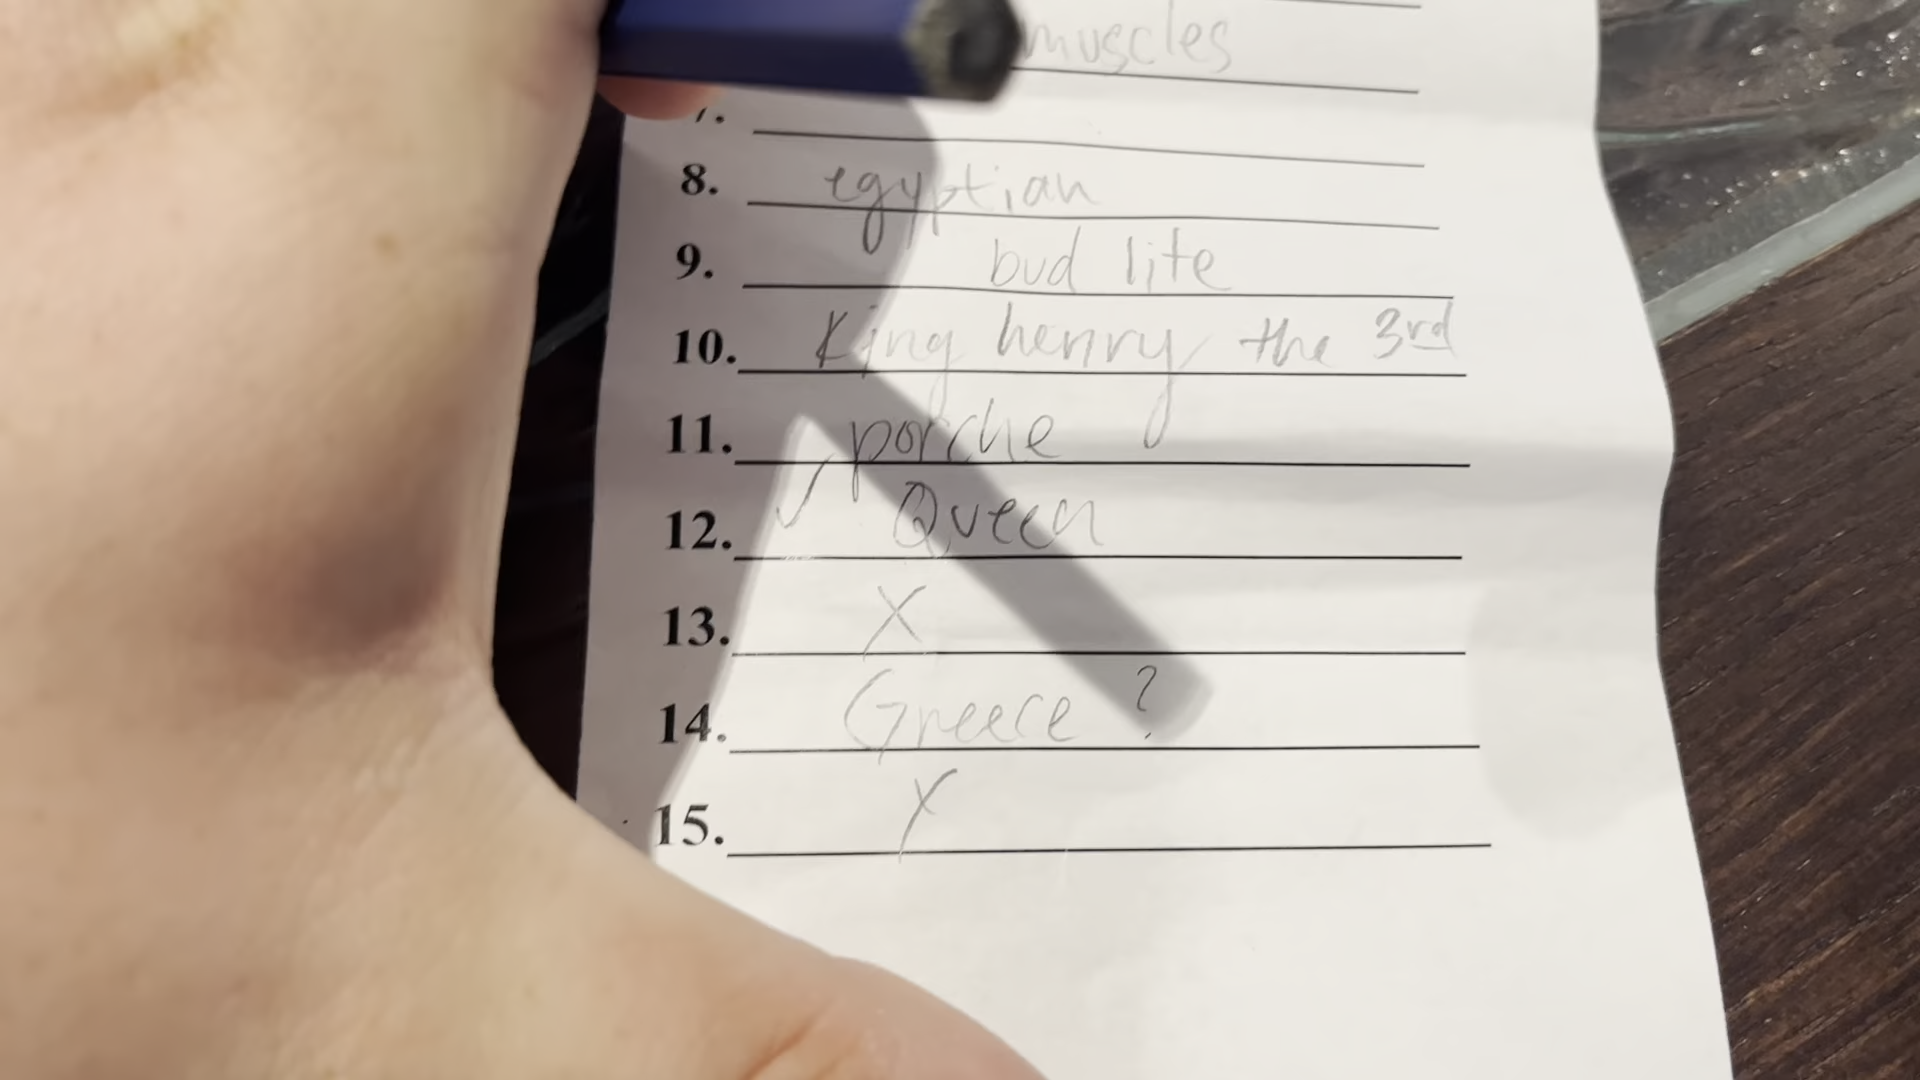 muscles
7.
8. egyptian
9. bud lite
10. King henry the 3rd
11. porche
12. ✓ Queen
13. X
14. Greece ?
15. X